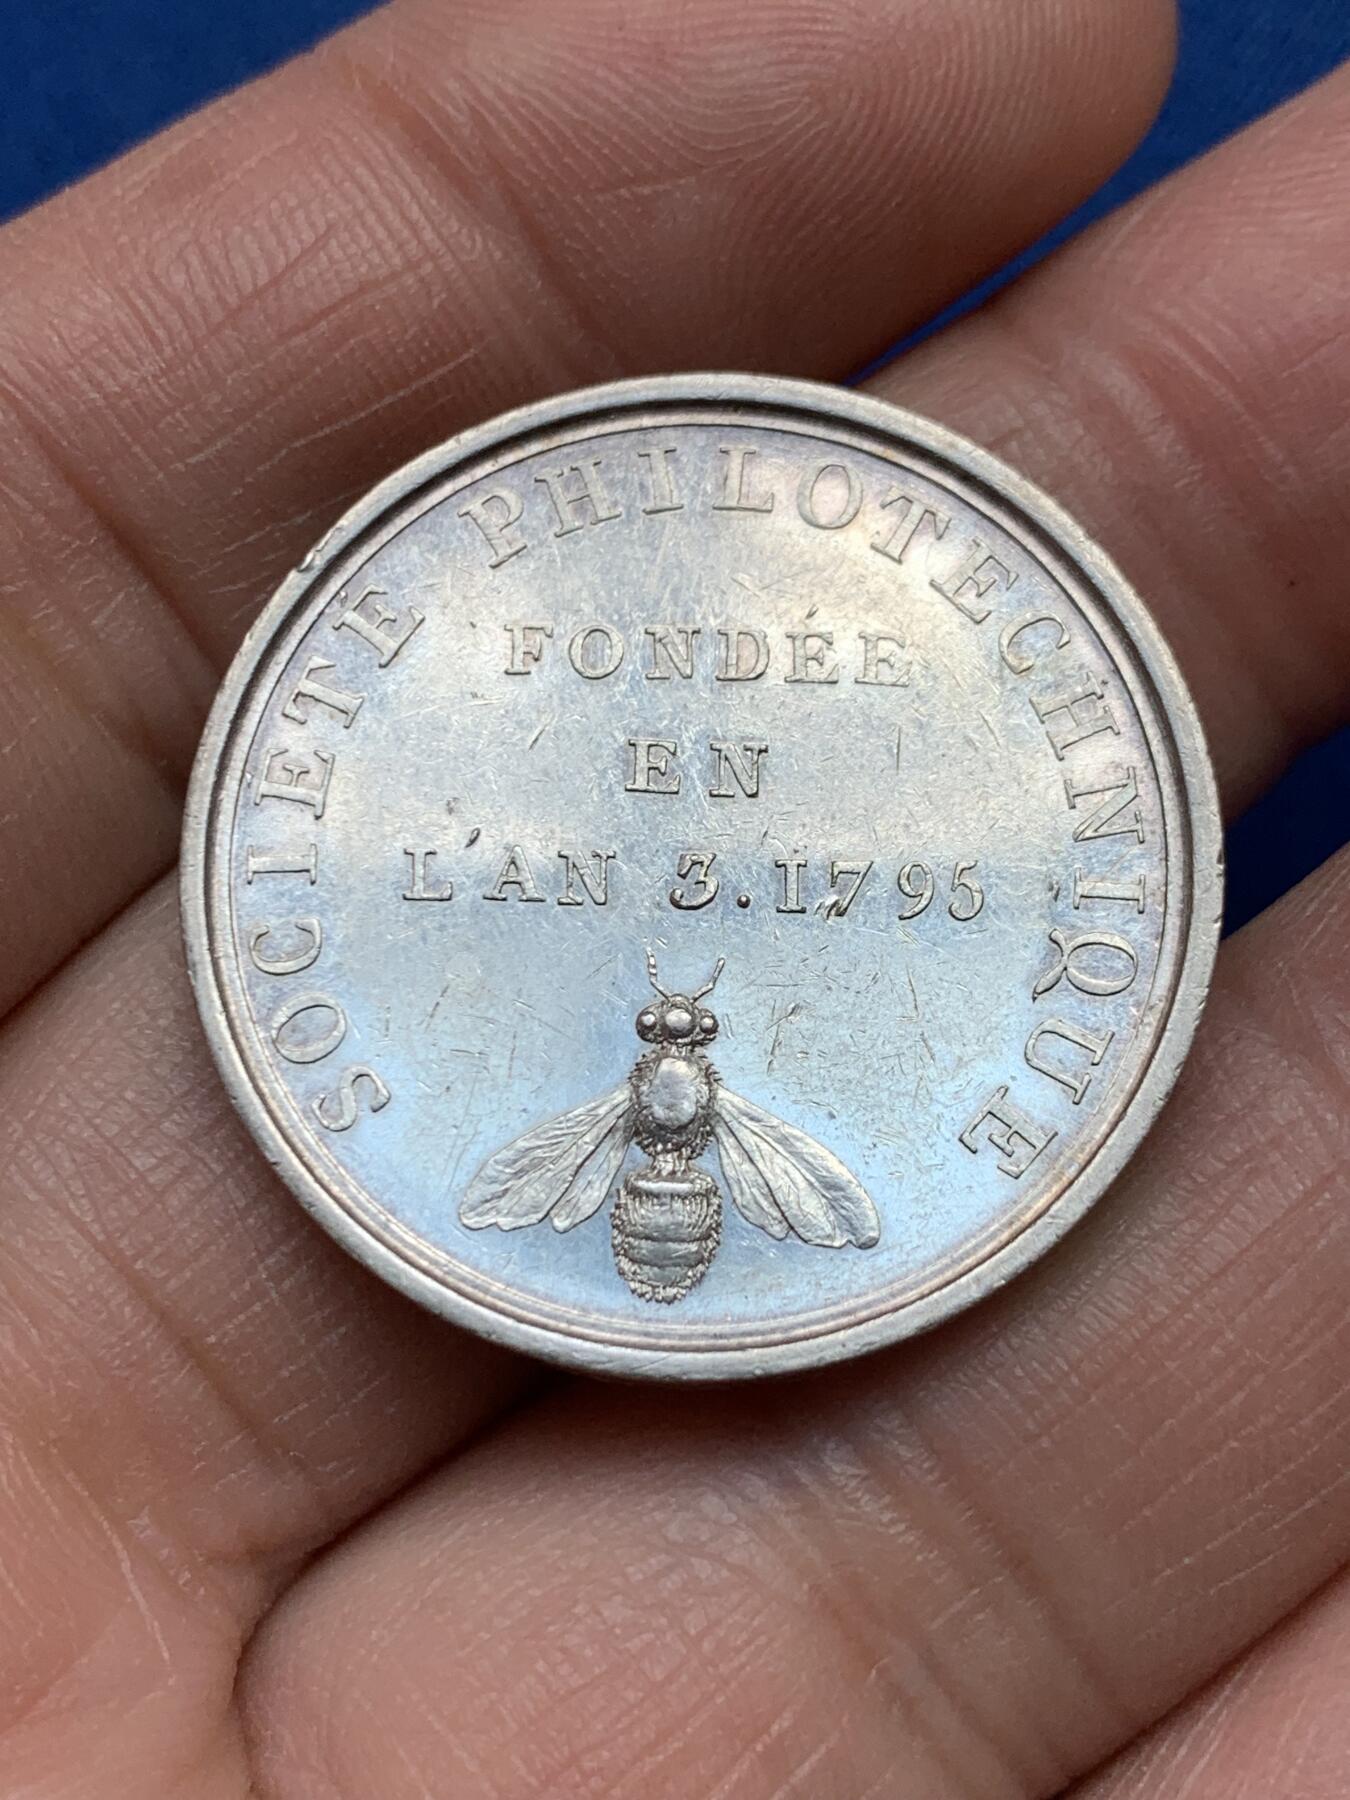 SOCIETÉ PHILOTECHNIQUE
FONDÉE
EN
L'AN 3.1795